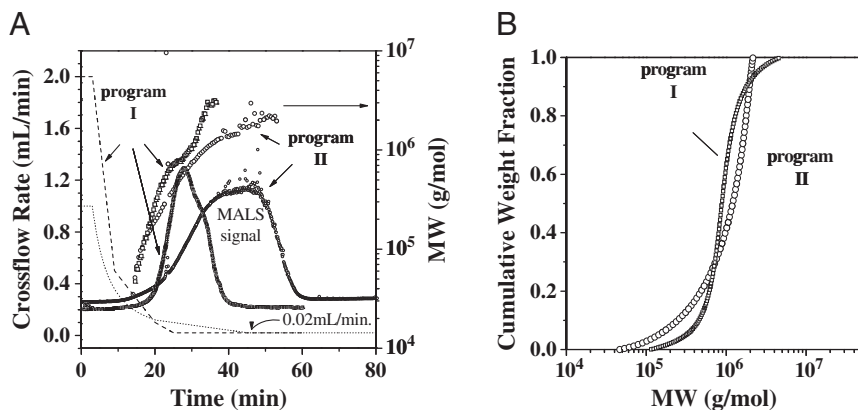 A
Crossflow Rate (mL/min)
2.0
1.6
1.2
0.8
0.4
0.0
program
I
program
II
MALS
signal
0.02mL/min.
10^7
10^6
10^5
10^4
MW (g/mol)
0
20
40
60
80
Time (min)
B
Cumulative Weight Fraction
1.0
0.8
0.6
0.4
0.2
0.0
program
I
program
II
10^4
10^5
10^6
10^7
MW (g/mol)